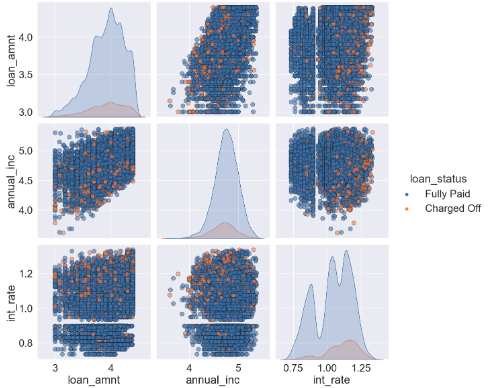 loan_amnt
4.0
3.5
3.0
annual_inc
5.0
4.5
4.0
int_rate
1.2
1.0
0.8
3 4
loan_amnt
4 5
annual_inc
0.75 1.00 1.25
int_rate
loan_status
Fully Paid
Charged Off